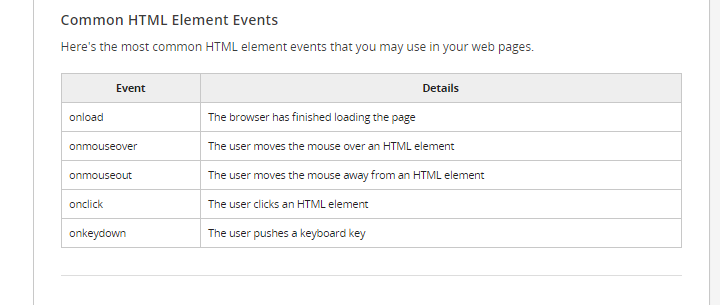 Common HTML Element Events
Here's the most common HTML element events that you may use in your web pages.
Event Details
onload The browser has finished loading the page
onmouseover The user moves the mouse over an HTML element
onmouseout The user moves the mouse away from an HTML element
onclick The user clicks an HTML element
onkeydown The user pushes a keyboard key